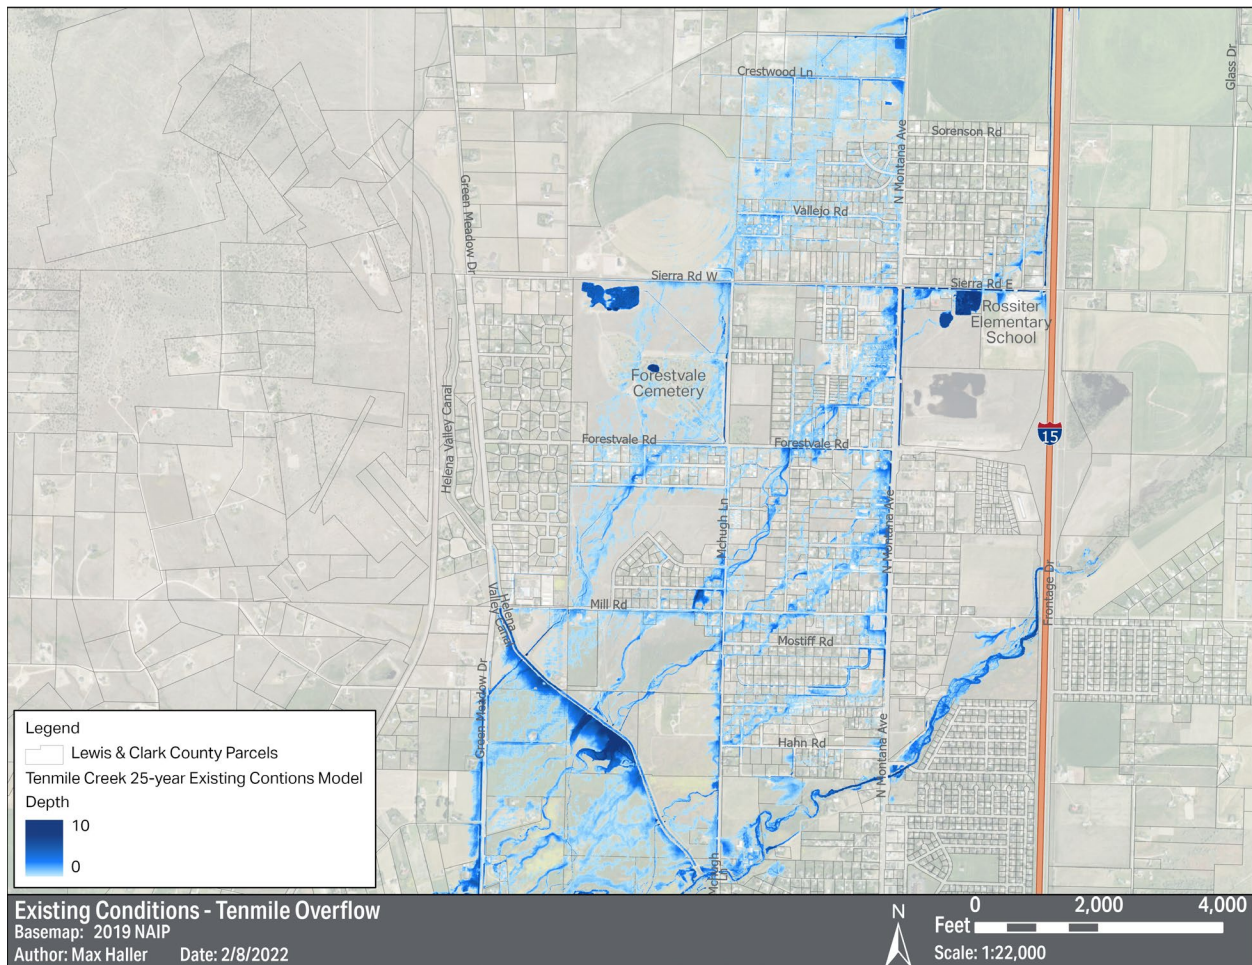 Crestwood Ln
Glass Dr
N Montana Ave
Sorenson Rd
Green Meadow Dr
Vallejo Rd
Sierra Rd W
Sierra Rd E
Rossiter
Elementary
School
Forestvale
Cemetery
Helena Valley Canal
Forestvale Rd
Forestvale Rd
15
Mchugh Ln
N Montana Ave
Frontage Dr
Helena
Valley Canal
Mill Rd
Mostiff Rd
Green Meadow Dr
N Montana Ave
Hahn Rd
Mchugh
Ln
Legend
Lewis & Clark County Parcels
Tenmile Creek 25-year Existing Contions Model
Depth
10
0
Existing Conditions - Tenmile Overflow
Basemap: 2019 NAIP
Author: Max Haller Date: 2/8/2022
N
0 2,000 4,000
Feet
Scale: 1:22,000